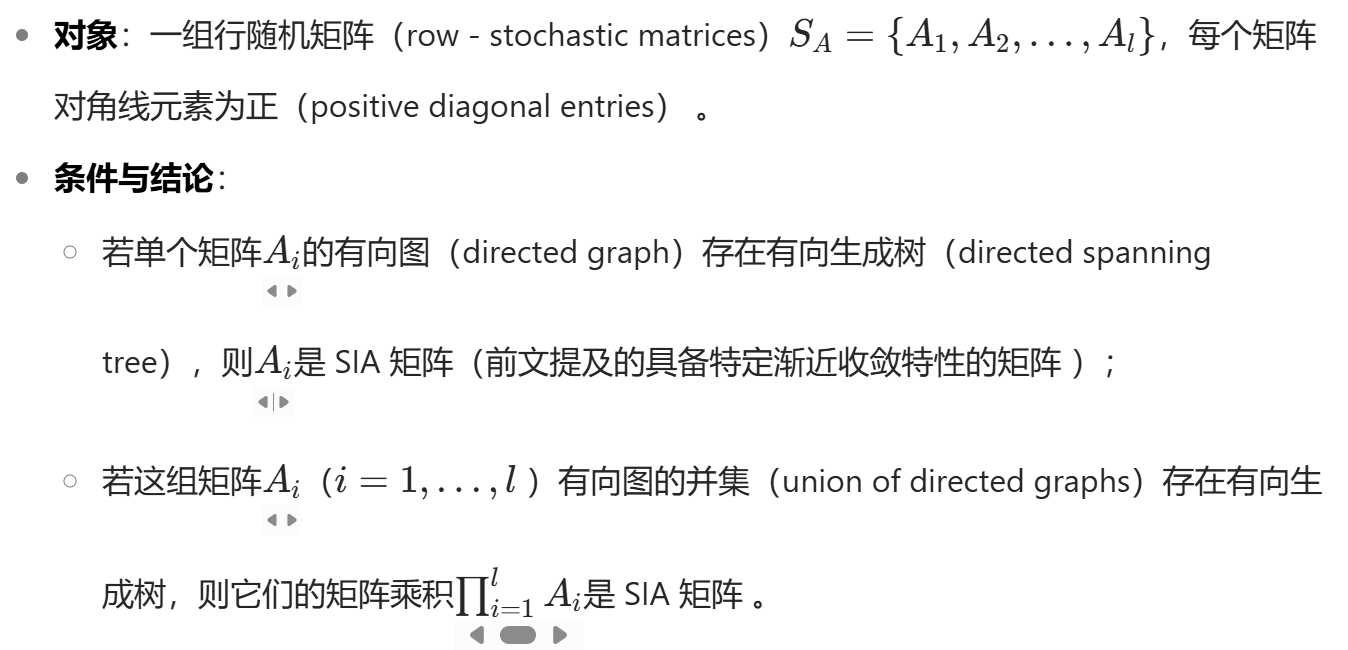 • 对象：一组行随机矩阵（row - stochastic matrices）$S_A = \{A_1, A_2, \ldots, A_l\}$，每个矩阵
对角线元素为正（positive diagonal entries） 。
• 条件与结论：
○ 若单个矩阵$A_i$的有向图（directed graph）存在有向生成树（directed spanning
tree），则$A_i$是 SIA 矩阵（前文提及的具备特定渐近收敛特性的矩阵 ）；
○ 若这组矩阵$A_i$（$i = 1, \ldots, l$ ）有向图的并集（union of directed graphs）存在有向生
成树，则它们的矩阵乘积$\prod_{i=1}^{l} A_i$是 SIA 矩阵 。